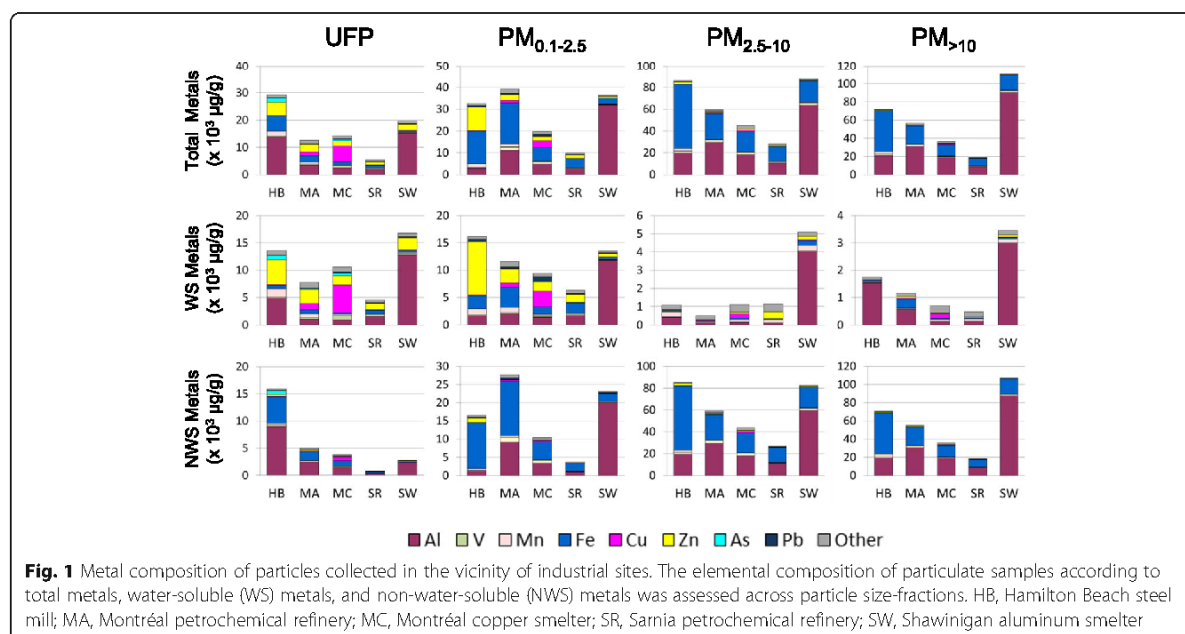 UFP PM0.1-2.5 PM2.5-10 PM>10
Total Metals
(x 10³ µg/g)
40 30 20 10 0
HB MA MC SR SW
50 40 30 20 10 0
HB MA MC SR SW
100 80 60 40 20 0
HB MA MC SR SW
120 100 80 60 40 20 0
HB MA MC SR SW
WS Metals
(x 10³ µg/g)
20 15 10 5 0
HB MA MC SR SW
20 15 10 5 0
HB MA MC SR SW
6 5 4 3 2 1 0
HB MA MC SR SW
4 3 2 1 0
HB MA MC SR SW
NWS Metals
(x 10³ µg/g)
20 15 10 5 0
HB MA MC SR SW
30 25 20 15 10 5 0
HB MA MC SR SW
100 80 60 40 20 0
HB MA MC SR SW
120 100 80 60 40 20 0
HB MA MC SR SW
Al V Mn Fe Cu Zn As Pb Other
Fig. 1 Metal composition of particles collected in the vicinity of industrial sites. The elemental composition of particulate samples according to
total metals, water-soluble (WS) metals, and non-water-soluble (NWS) metals was assessed across particle size-fractions. HB, Hamilton Beach steel
mill; MA, Montréal petrochemical refinery; MC, Montréal copper smelter; SR, Sarnia petrochemical refinery; SW, Shawinigan aluminum smelter